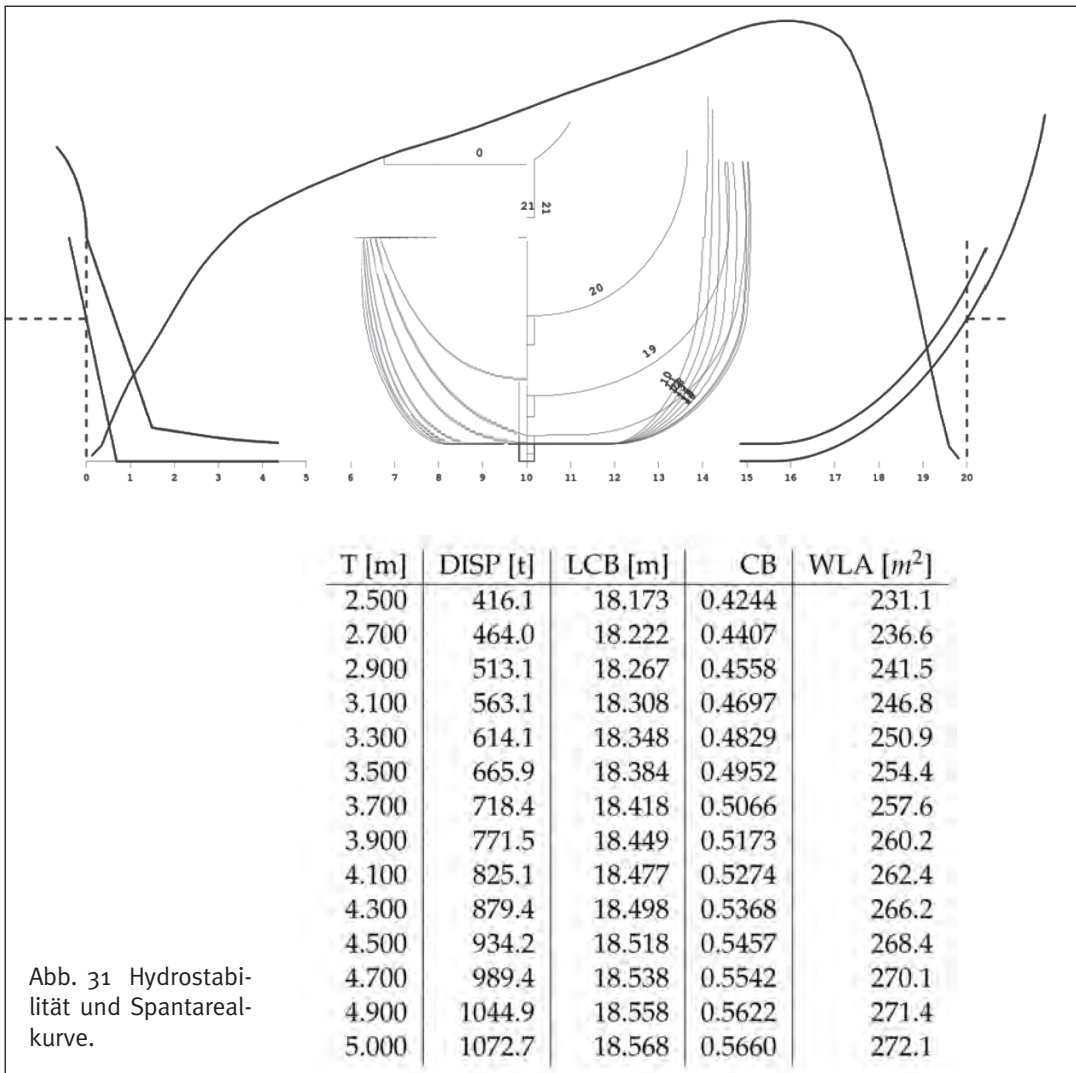 0
21 21
20
19
0 1 2 3 4 5 6 7 8 9 10 11 12 13 14 15 16 17 18 19 20
T [m] DISP [t] LCB [m] CB WLA [m²]
2.500 416.1 18.173 0.4244 231.1
2.700 464.0 18.222 0.4407 236.6
2.900 513.1 18.267 0.4558 241.5
3.100 563.1 18.308 0.4697 246.8
3.300 614.1 18.348 0.4829 250.9
3.500 665.9 18.384 0.4952 254.4
3.700 718.4 18.418 0.5066 257.6
3.900 771.5 18.449 0.5173 260.2
4.100 825.1 18.477 0.5274 262.4
4.300 879.4 18.498 0.5368 266.2
4.500 934.2 18.518 0.5457 268.4
4.700 989.4 18.538 0.5542 270.1
4.900 1044.9 18.558 0.5622 271.4
5.000 1072.7 18.568 0.5660 272.1
Abb. 31 Hydrostabi-
lität und Spantareal-
kurve.